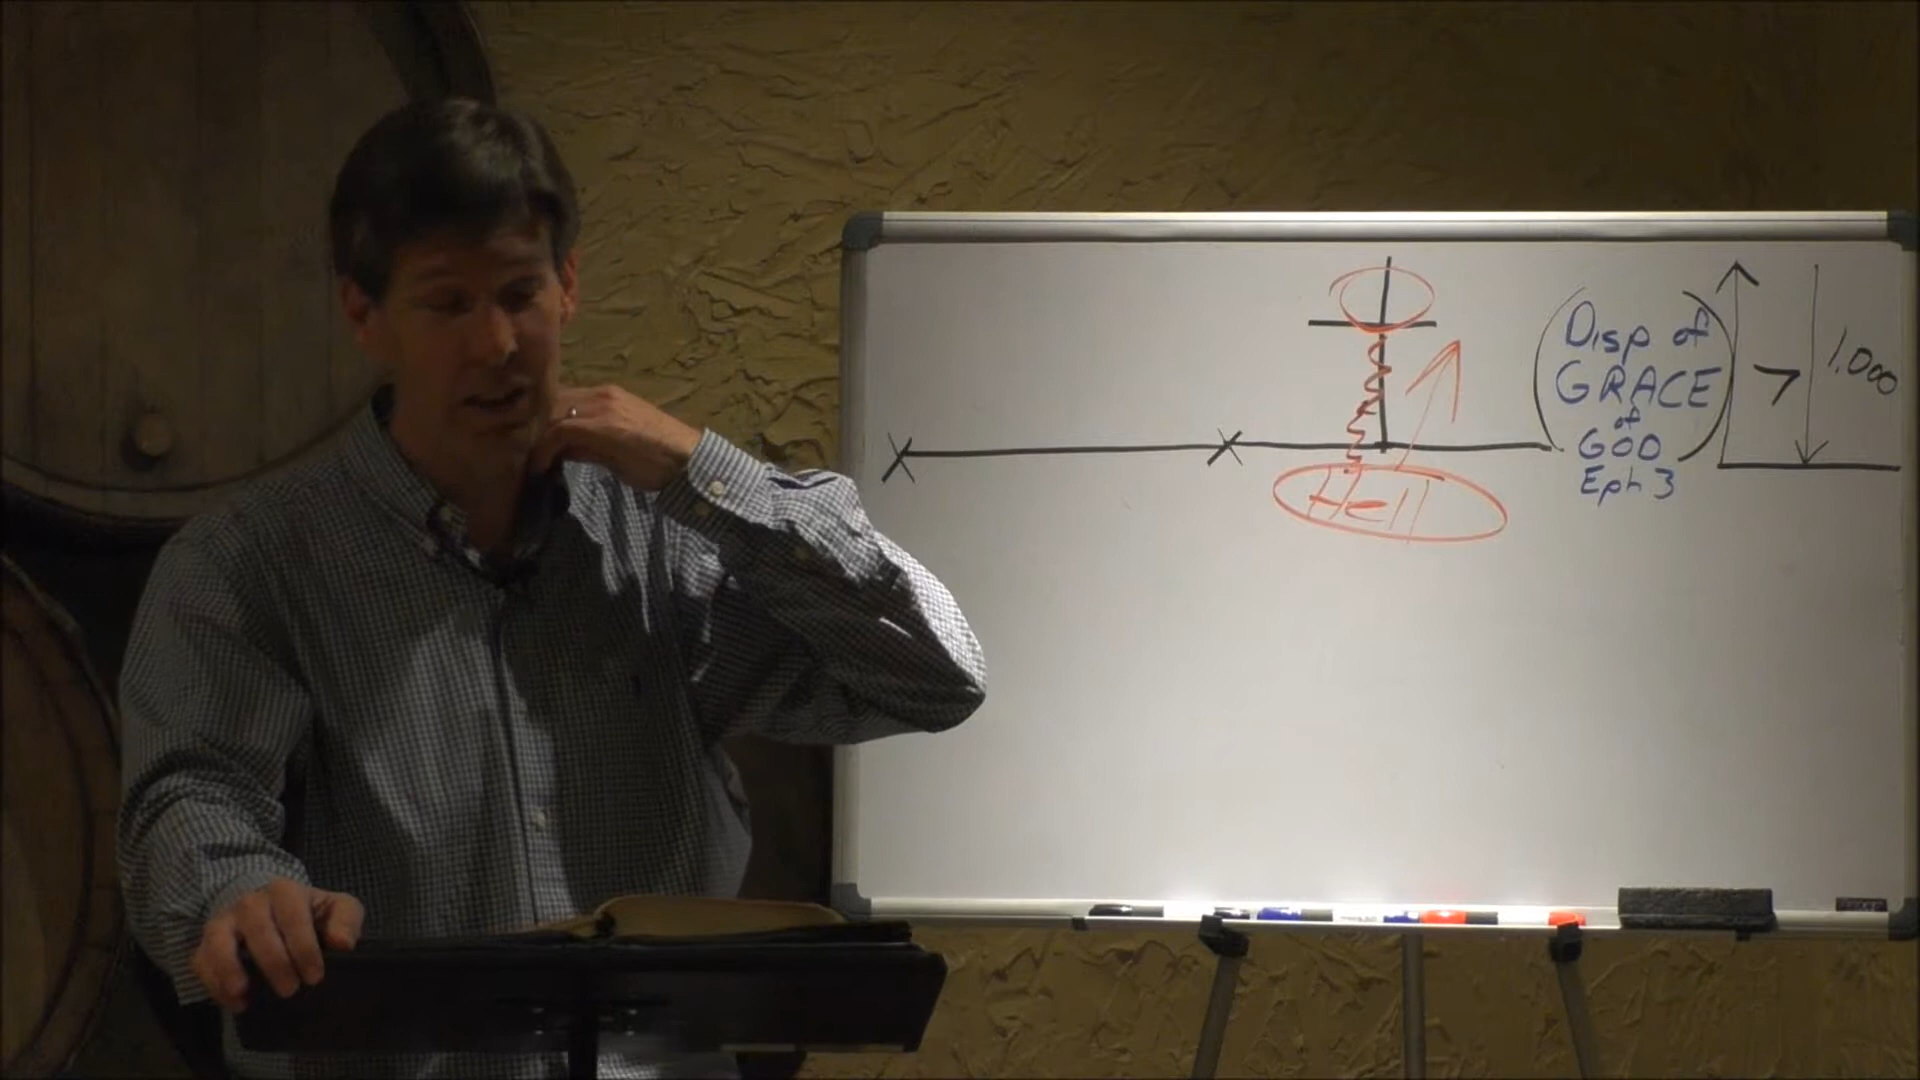 Disp of
GRACE
of
GOD
Eph 3
7
1,000
Hell